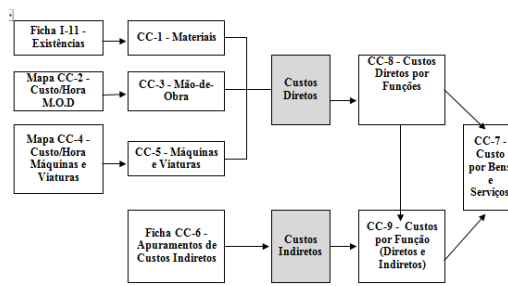 Ficha I-11 -
Existências
CC-1 - Materiais
Mapa CC-2 -
Custo/Hora
M.O.D
CC-3 - Mão-de-
Obra
Mapa CC-4 -
Custo/Hora
Máquinas e
Viaturas
CC-5 - Máquinas
e Viaturas
Custos
Diretos
CC-8 - Custos
Diretos por
Funções
CC-7 -
Custo
por Bens
e
Serviços
Ficha CC-6 -
Apuramentos de
Custos Indiretos
Custos
Indiretos
CC-9 - Custos
por Função
(Diretos e
Indiretos)